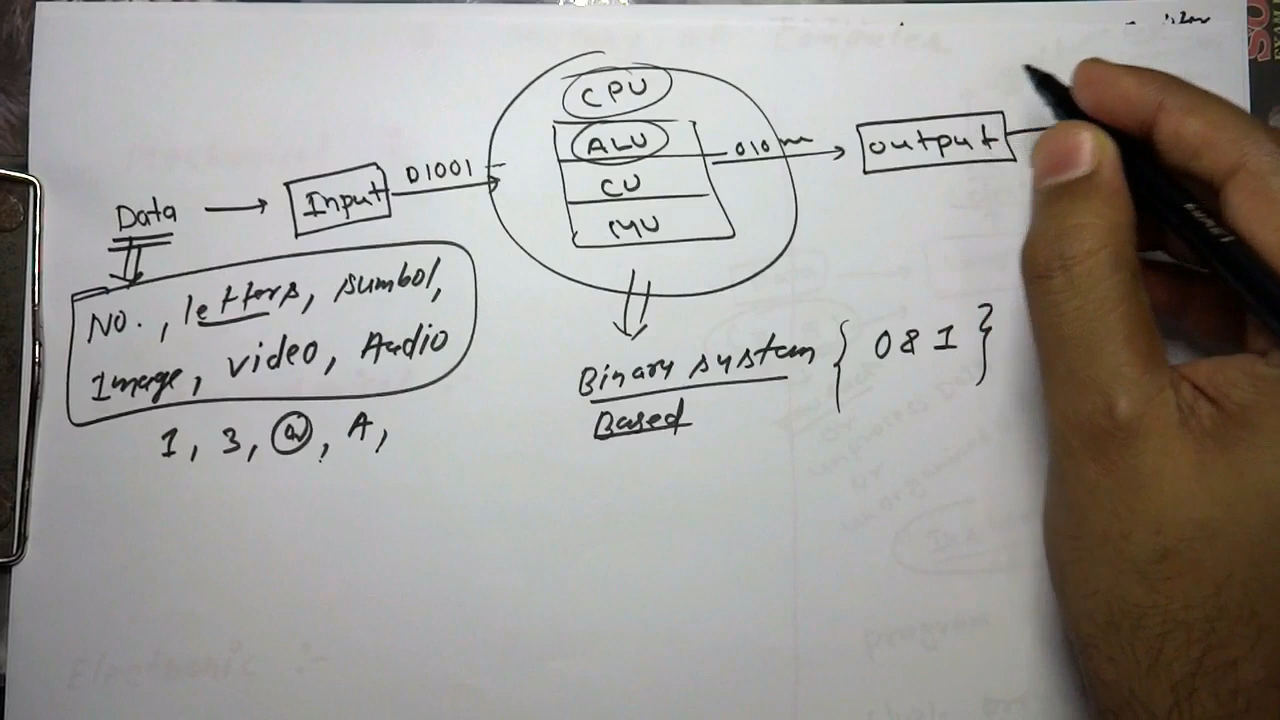 CPU
ALU
CU
MU
010
output
Data
Input
01001
No., letters, sumbol,
Image, video, Audio
1, 3, @, A,
Binary system { 0 & 1 }
Based